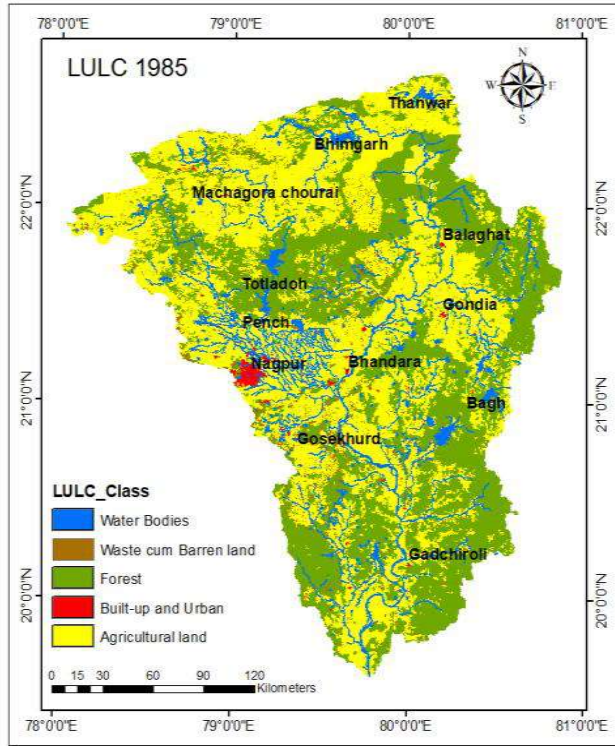 78°0'0"E 79°0'0"E 80°0'0"E 81°0'0"E
LULC 1985
N
W E
S
Thanwar
Bhimgarh
Machagora chourai
22°0'0"N 22°0'0"N
Balaghat
Totladoh
Gondia
Pench
Nagpur Bhandara
21°0'0"N Bagh 21°0'0"N
Gosekhurd
LULC_Class
Water Bodies
Waste cum Barren land
Forest
Built-up and Urban
Agricultural land
Gadchiroli
20°0'0"N 20°0'0"N
0 15 30 60 90 120
Kilometers
78°0'0"E 79°0'0"E 80°0'0"E 81°0'0"E